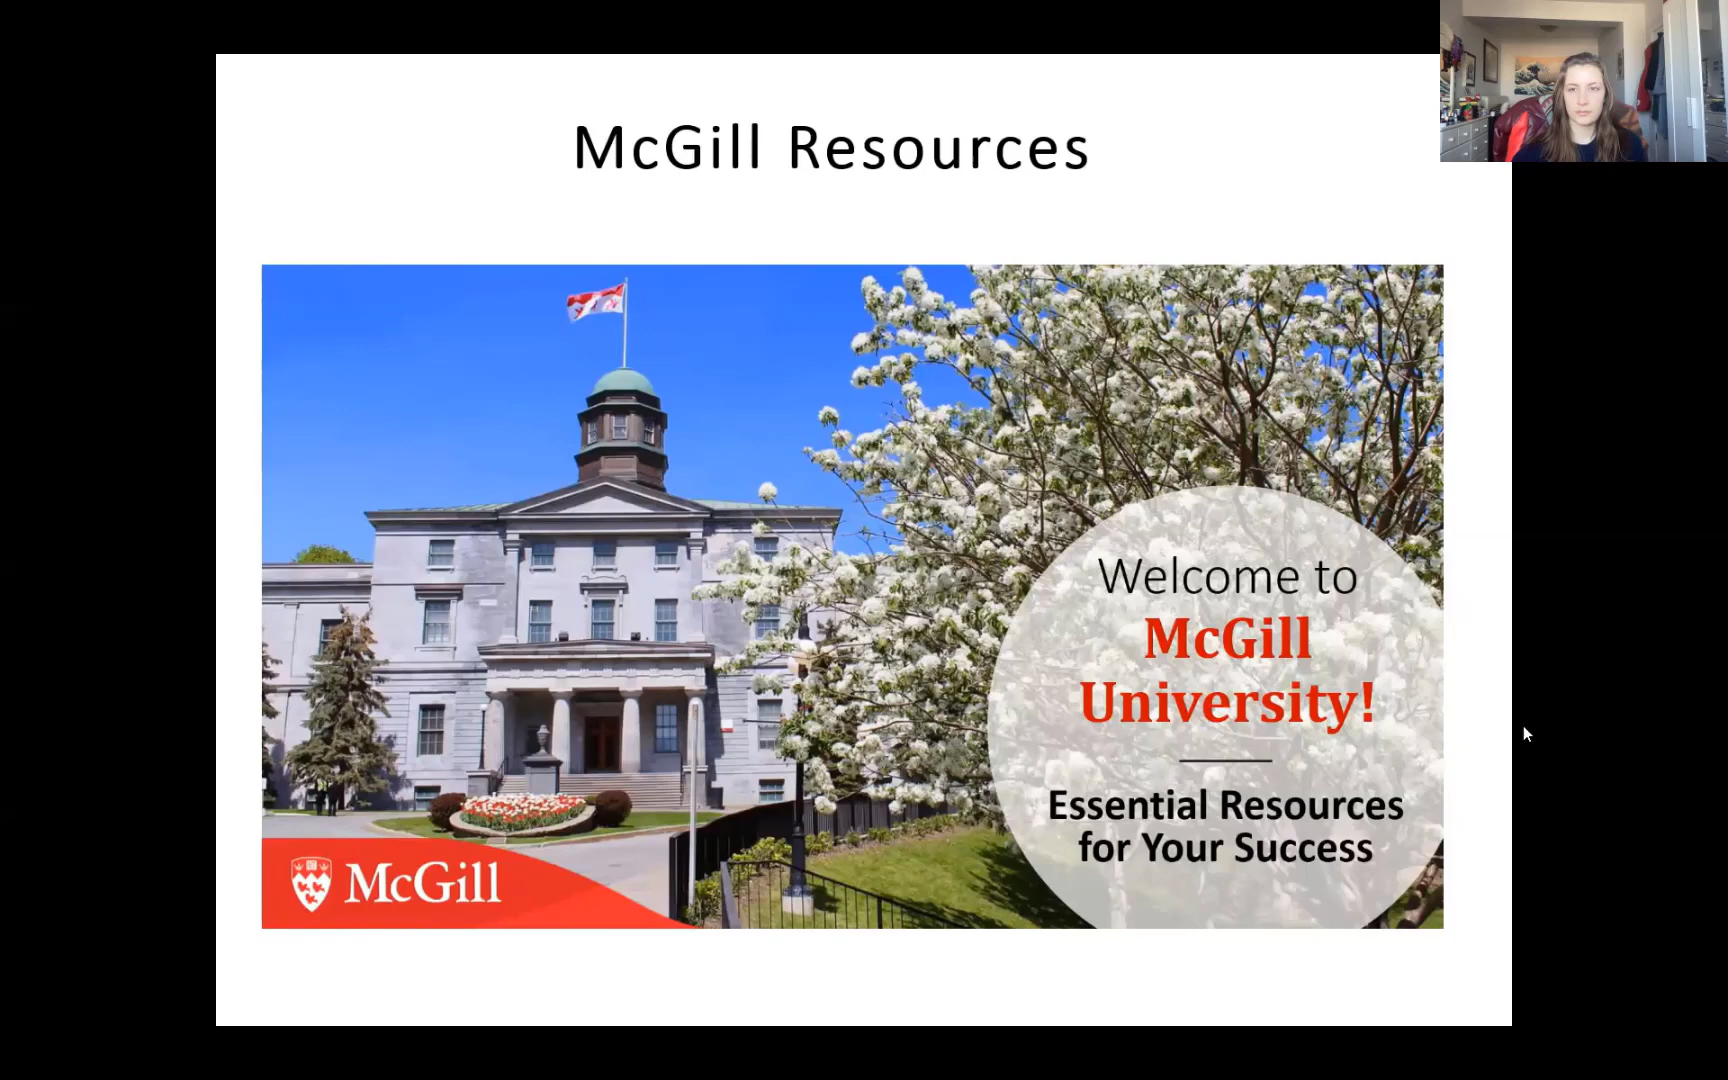 McGill Resources
Welcome to
McGill
University!
Essential Resources
for Your Success
McGill